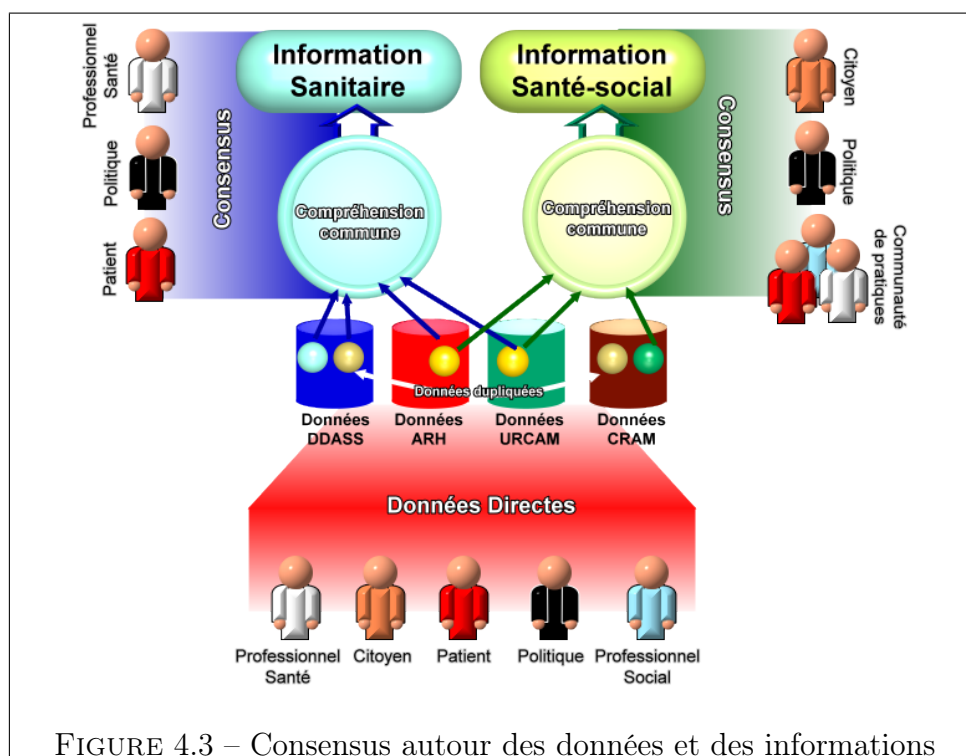 Information
Sanitaire
Information
Santé-social
Professionnel
Santé
Politique
Patient
Consensus
Compréhension
commune
Compréhension
commune
Consensus
Citoyen
Politique
Communauté
de pratiques
Données dupliquées
Données
DDASS
Données
ARH
Données
URCAM
Données
CRAM
Données Directes
Professionnel
Santé
Citoyen
Patient
Politique
Professionnel
Social
FIGURE 4.3 – Consensus autour des données et des informations